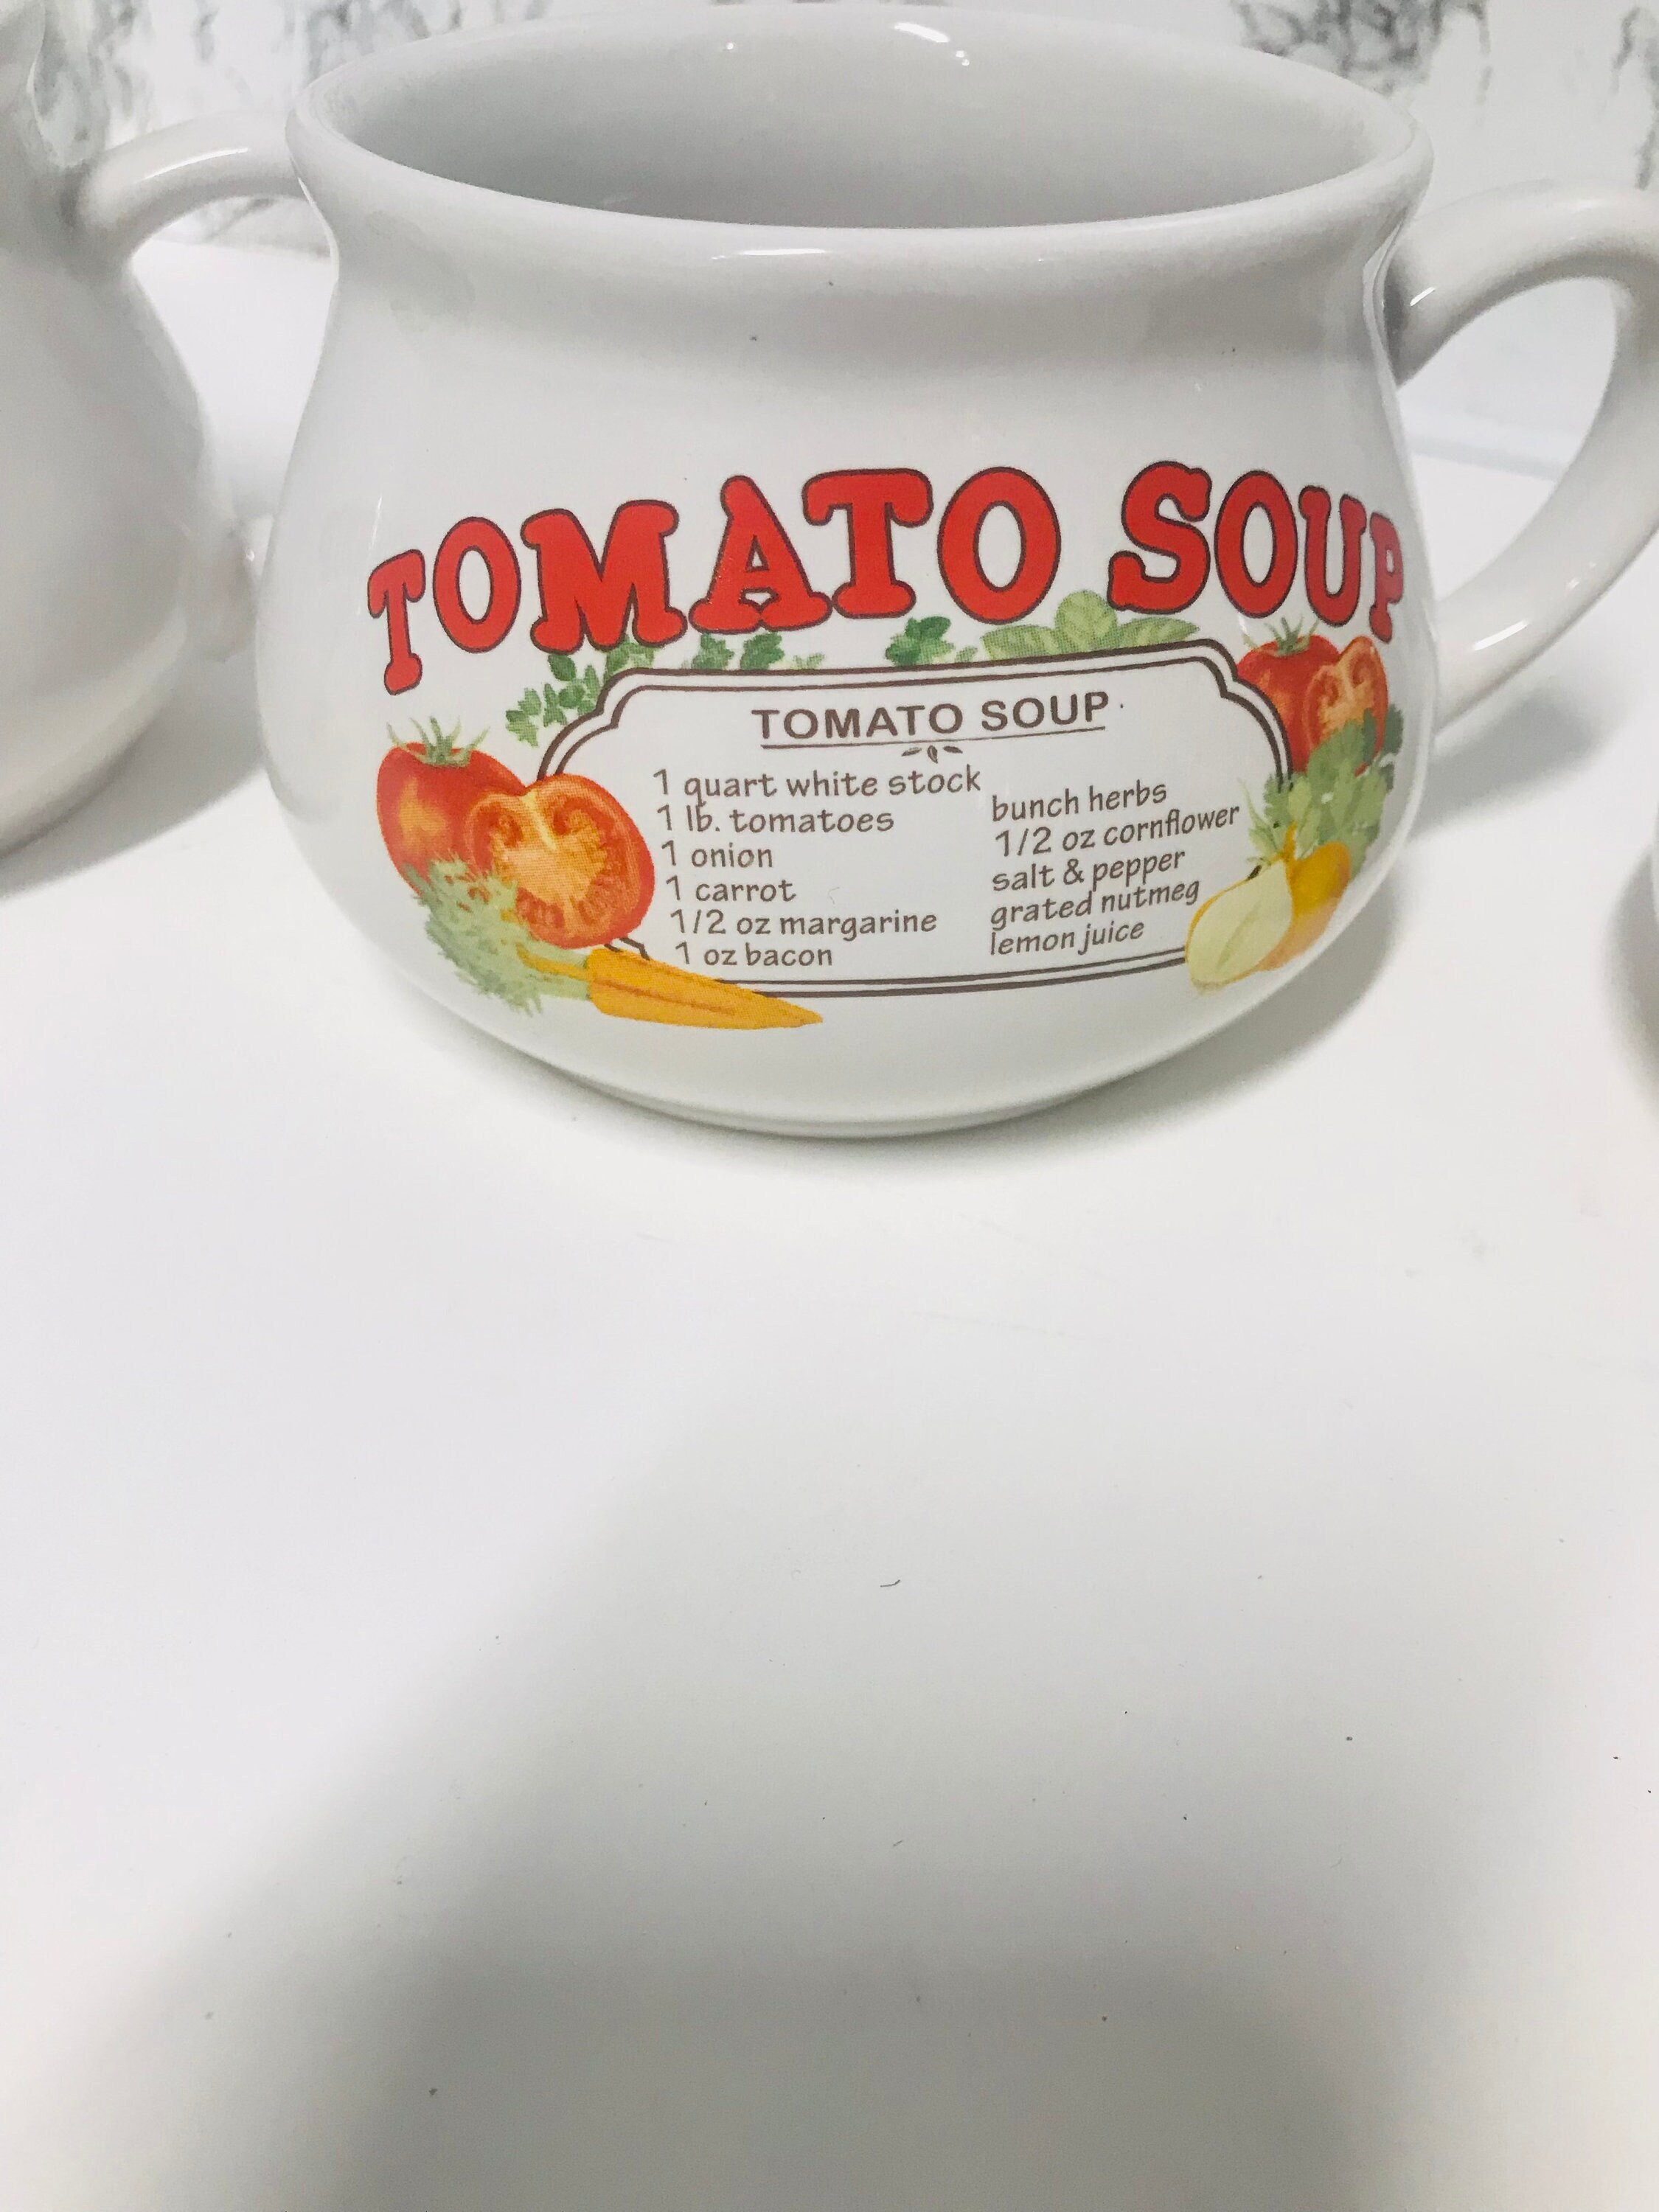 TOMATO SOUP
TOMATO SOUP
1 quart white stock
1 lb. tomatoes
1 onion
1 carrot
1/2 oz margarine
1 oz bacon
bunch herbs
1/2 oz cornflower
salt & pepper
grated nutmeg
lemon juice